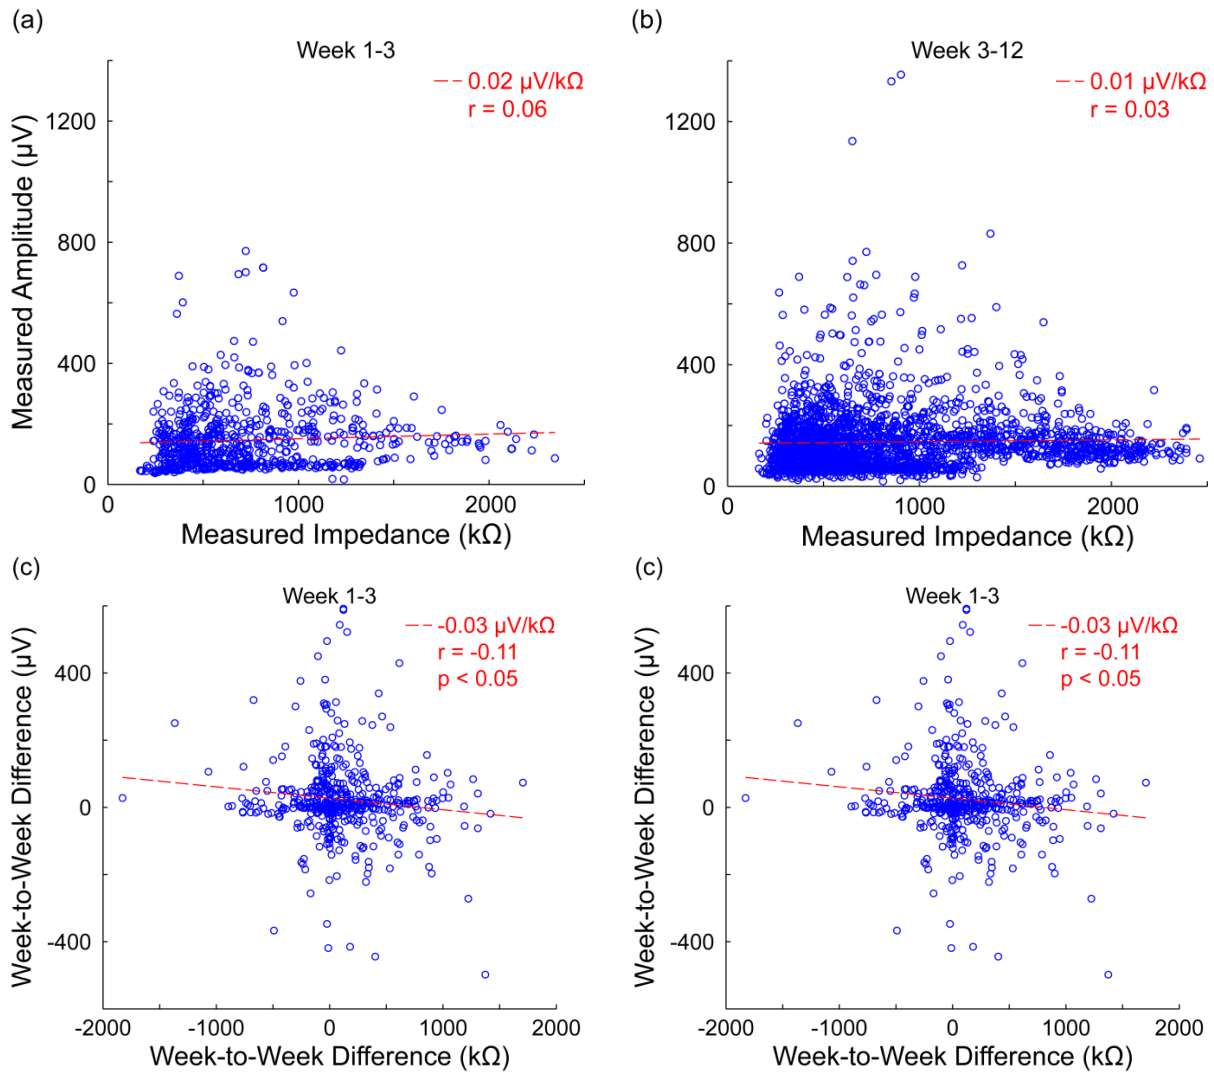 (a)
Week 1-3
0.02 µV/kΩ
r = 0.06
Measured Amplitude (µV)
1200
800
400
0
0
1000
2000
Measured Impedance (kΩ)
(b)
Week 3-12
0.01 µV/kΩ
r = 0.03
1200
800
400
0
0
1000
2000
Measured Impedance (kΩ)
(c)
Week 1-3
-0.03 µV/kΩ
r = -0.11
p < 0.05
Week-to-Week Difference (µV)
400
0
-400
-2000
-1000
0
1000
2000
Week-to-Week Difference (kΩ)
(c)
Week 1-3
-0.03 µV/kΩ
r = -0.11
p < 0.05
Week-to-Week Difference (µV)
400
0
-400
-2000
-1000
0
1000
2000
Week-to-Week Difference (kΩ)